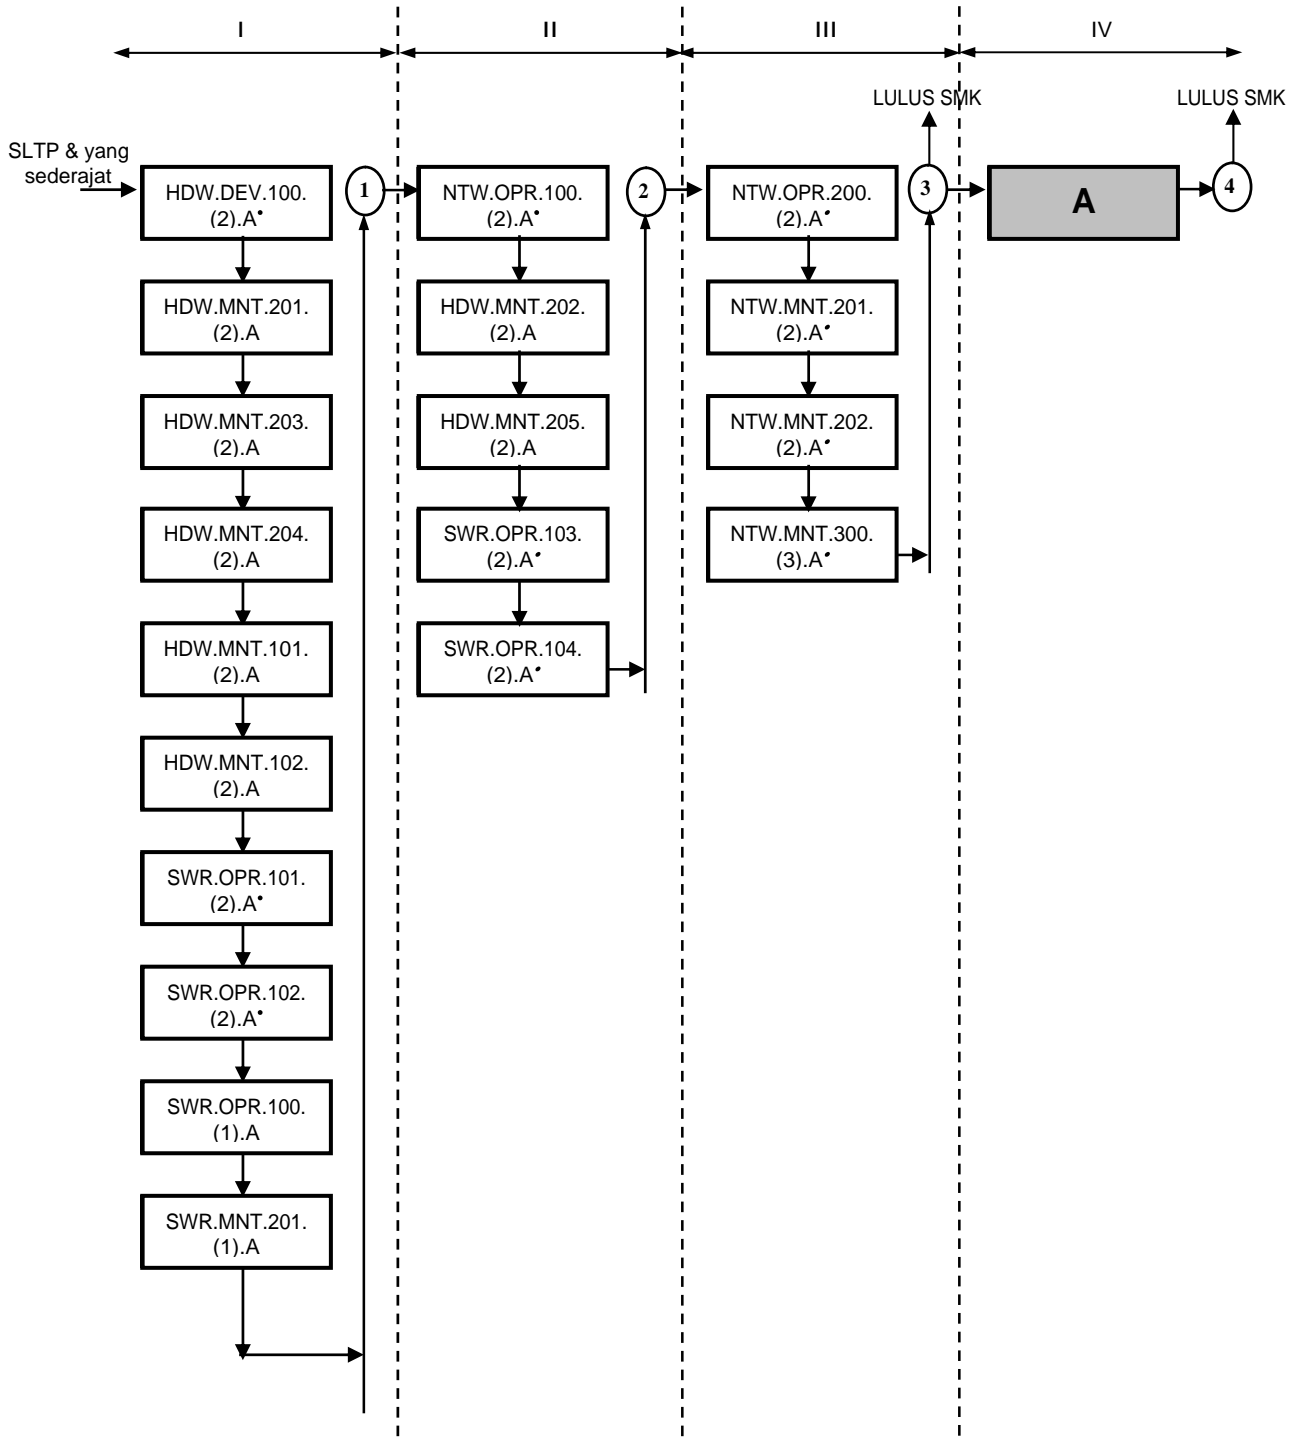 I
II
III
IV
LULUS SMK
LULUS SMK
SLTP & yang
sederajat
HDW.DEV.100.
(2).A•
HDW.MNT.201.
(2).A
HDW.MNT.203.
(2).A
HDW.MNT.204.
(2).A
HDW.MNT.101.
(2).A
HDW.MNT.102.
(2).A
SWR.OPR.101.
(2).A•
SWR.OPR.102.
(2).A•
SWR.OPR.100.
(1).A
SWR.MNT.201.
(1).A
1
NTW.OPR.100.
(2).A•
HDW.MNT.202.
(2).A
HDW.MNT.205.
(2).A
SWR.OPR.103.
(2).A•
SWR.OPR.104.
(2).A•
2
NTW.OPR.200.
(2).A•
NTW.MNT.201.
(2).A•
NTW.MNT.202.
(2).A•
NTW.MNT.300.
(3).A•
3
A
4